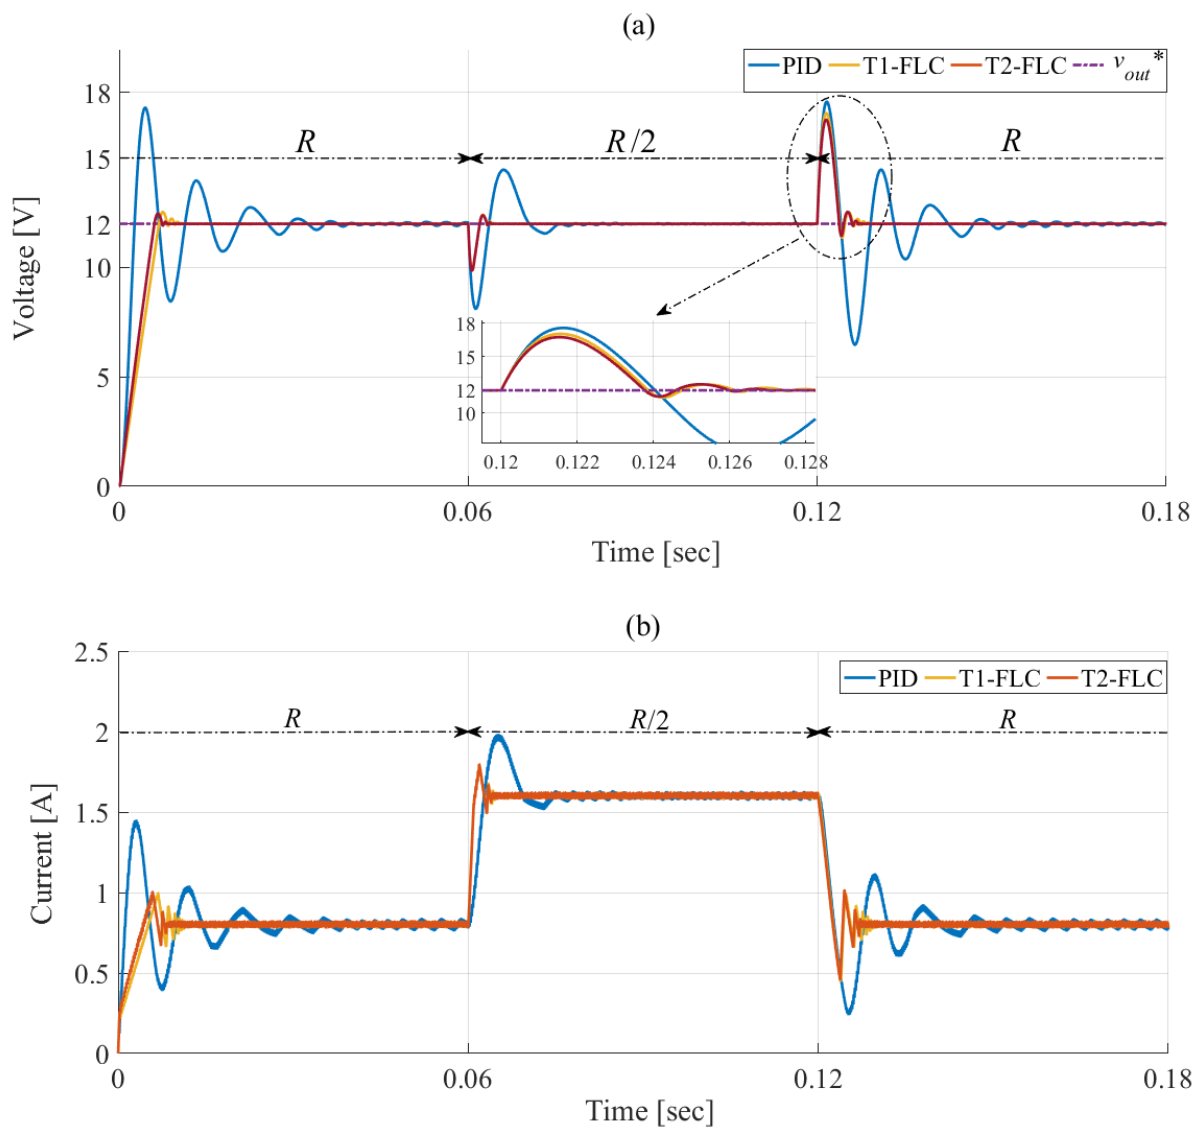 (a)
PID T1-FLC T2-FLC v_out*
18
R R/2 R
15
12
10
5
0
Voltage [V]
18
15
12
10
0.12 0.122 0.124 0.126 0.128
0 0.06 0.12 0.18
Time [sec]
(b)
2.5
PID T1-FLC T2-FLC
R R/2 R
2
1.5
1
0.5
0
Current [A]
0 0.06 0.12 0.18
Time [sec]